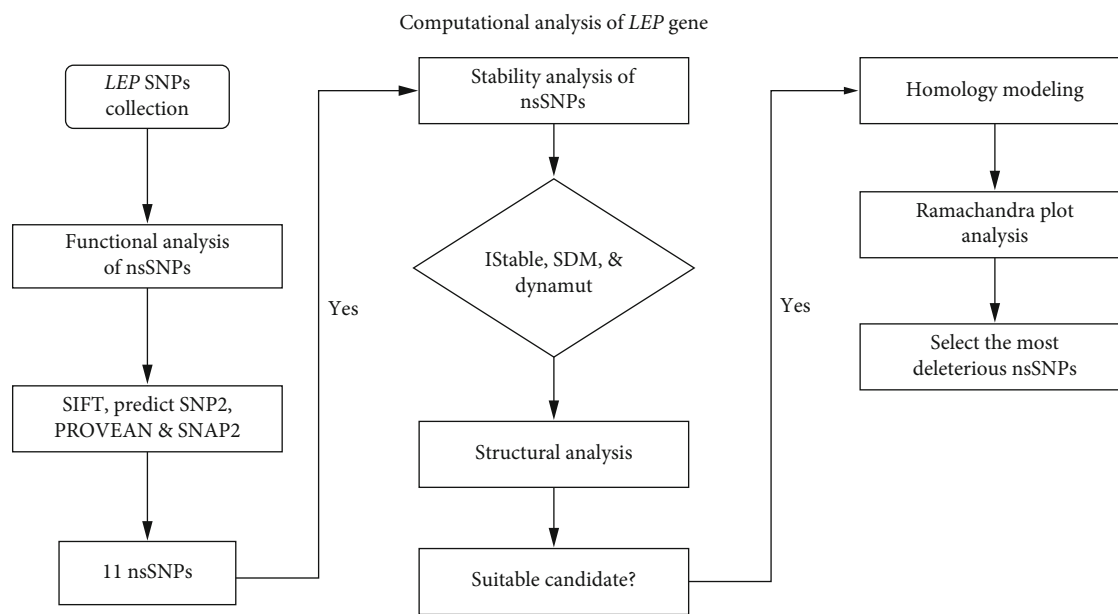 Computational analysis of LEP gene
LEP SNPs
collection
Functional analysis
of nsSNPs
SIFT, predict SNP2,
PROVEAN & SNAP2
11 nsSNPs
Yes
Stability analysis of
nsSNPs
IStable, SDM, &
dynamut
Structural analysis
Suitable candidate?
Yes
Homology modeling
Ramachandra plot
analysis
Select the most
deleterious nsSNPs